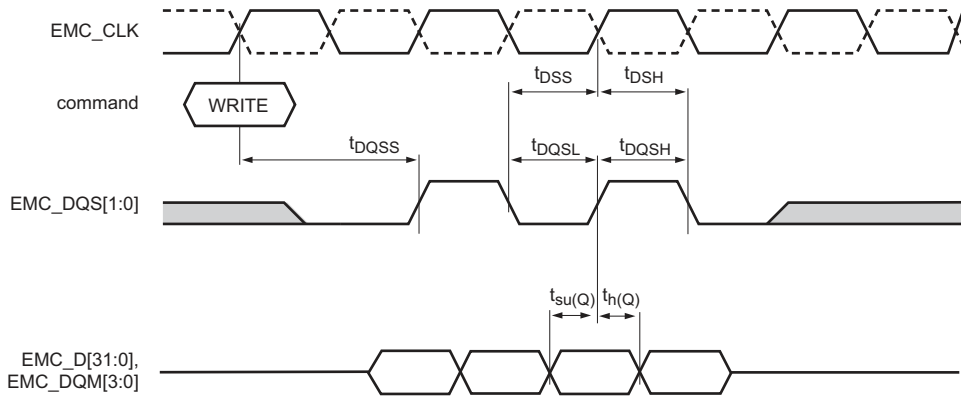 EMC_CLK
tDSS
tDSH
command
WRITE
tDQSS
tDQSL
tDQSH
EMC_DQS[1:0]
tsu(Q)
th(Q)
EMC_D[31:0],
EMC_DQM[3:0]